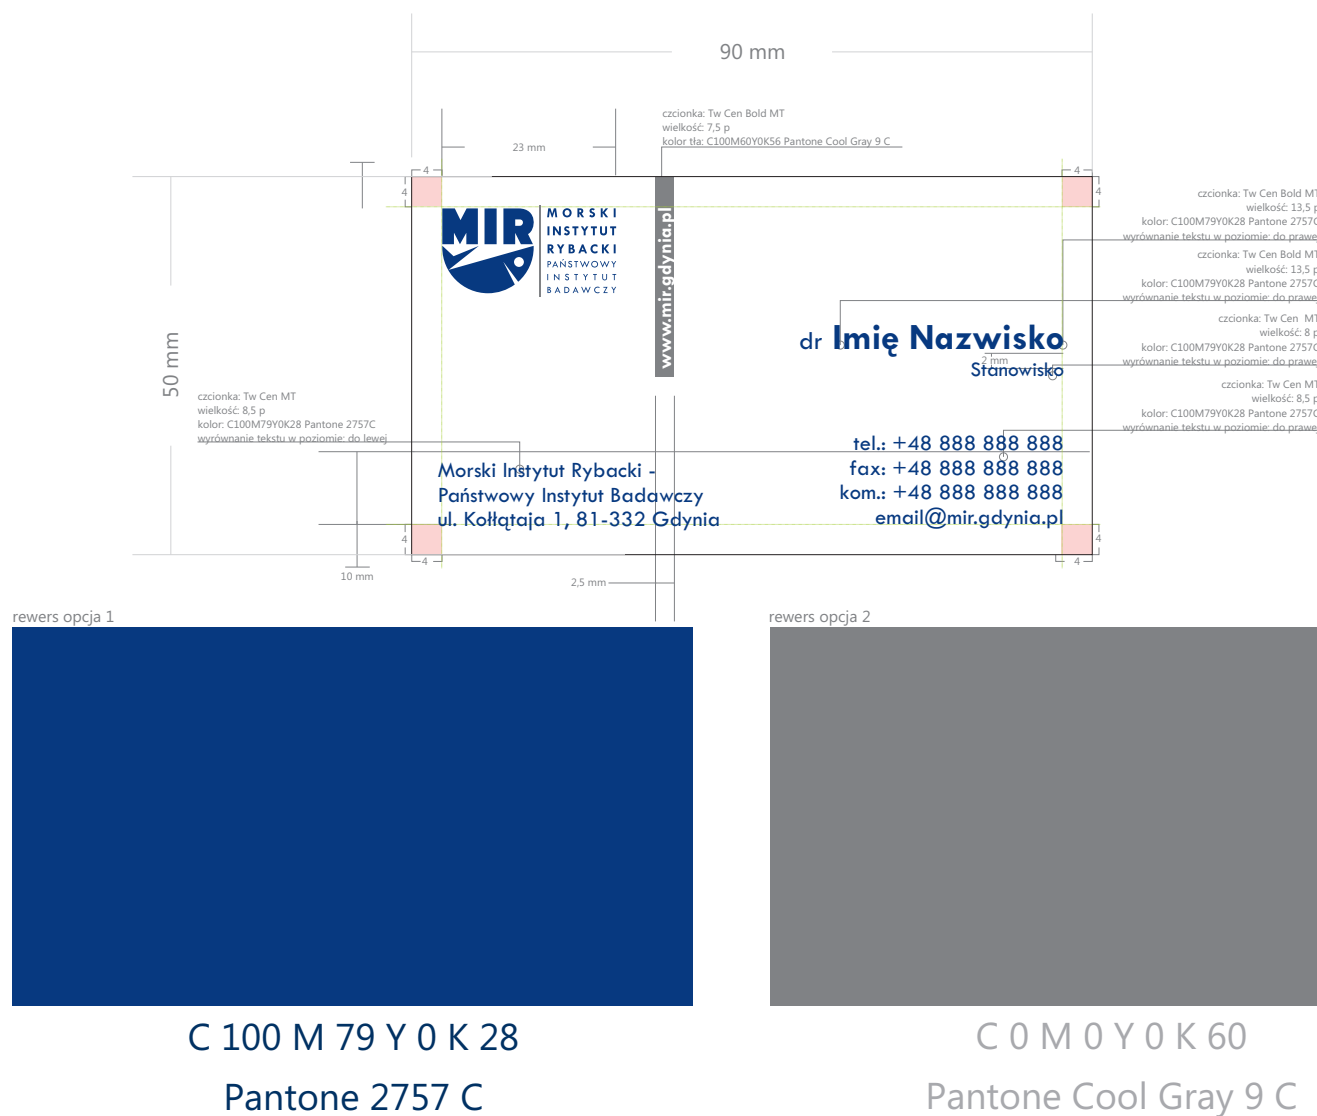 90 mm
czcionka: Tw Cen Bold MT
wielkość: 7,5 p
kolor tła: C100M60Y0K56 Pantone Cool Gray 9 C
23 mm
4
4
4
4
MIR
MORSKI
INSTYTUT
RYBACKI
PAŃSTWOWY
INSTYTUT
BADAWCZY
www.mir.gdynia.pl
czcionka: Tw Cen Bold MT
wielkość: 13,5 p
kolor: C100M79Y0K28 Pantone 2757C
wyrównanie tekstu w poziomie: do prawej
czcionka: Tw Cen Bold MT
wielkość: 13,5 p
kolor: C100M79Y0K28 Pantone 2757C
wyrównanie tekstu w poziomie: do prawej
czcionka: Tw Cen MT
wielkość: 8 p
kolor: C100M79Y0K28 Pantone 2757C
wyrównanie tekstu w poziomie: do prawej
czcionka: Tw Cen MT
wielkość: 8,5 p
kolor: C100M79Y0K28 Pantone 2757C
wyrównanie tekstu w poziomie: do prawej
dr Imię Nazwisko
2 mm
Stanowisko
50 mm
czcionka: Tw Cen MT
wielkość: 8,5 p
kolor: C100M79Y0K28 Pantone 2757C
wyrównanie tekstu w poziomie: do lewej
Morski Instytut Rybacki -
Państwowy Instytut Badawczy
ul. Kołłątaja 1, 81-332 Gdynia
tel.: +48 888 888 888
fax: +48 888 888 888
kom.: +48 888 888 888
email@mir.gdynia.pl
4
4
4
4
10 mm
2,5 mm
rewers opcja 1
rewers opcja 2
C 100 M 79 Y 0 K 28
Pantone 2757 C
C 0 M 0 Y 0 K 60
Pantone Cool Gray 9 C